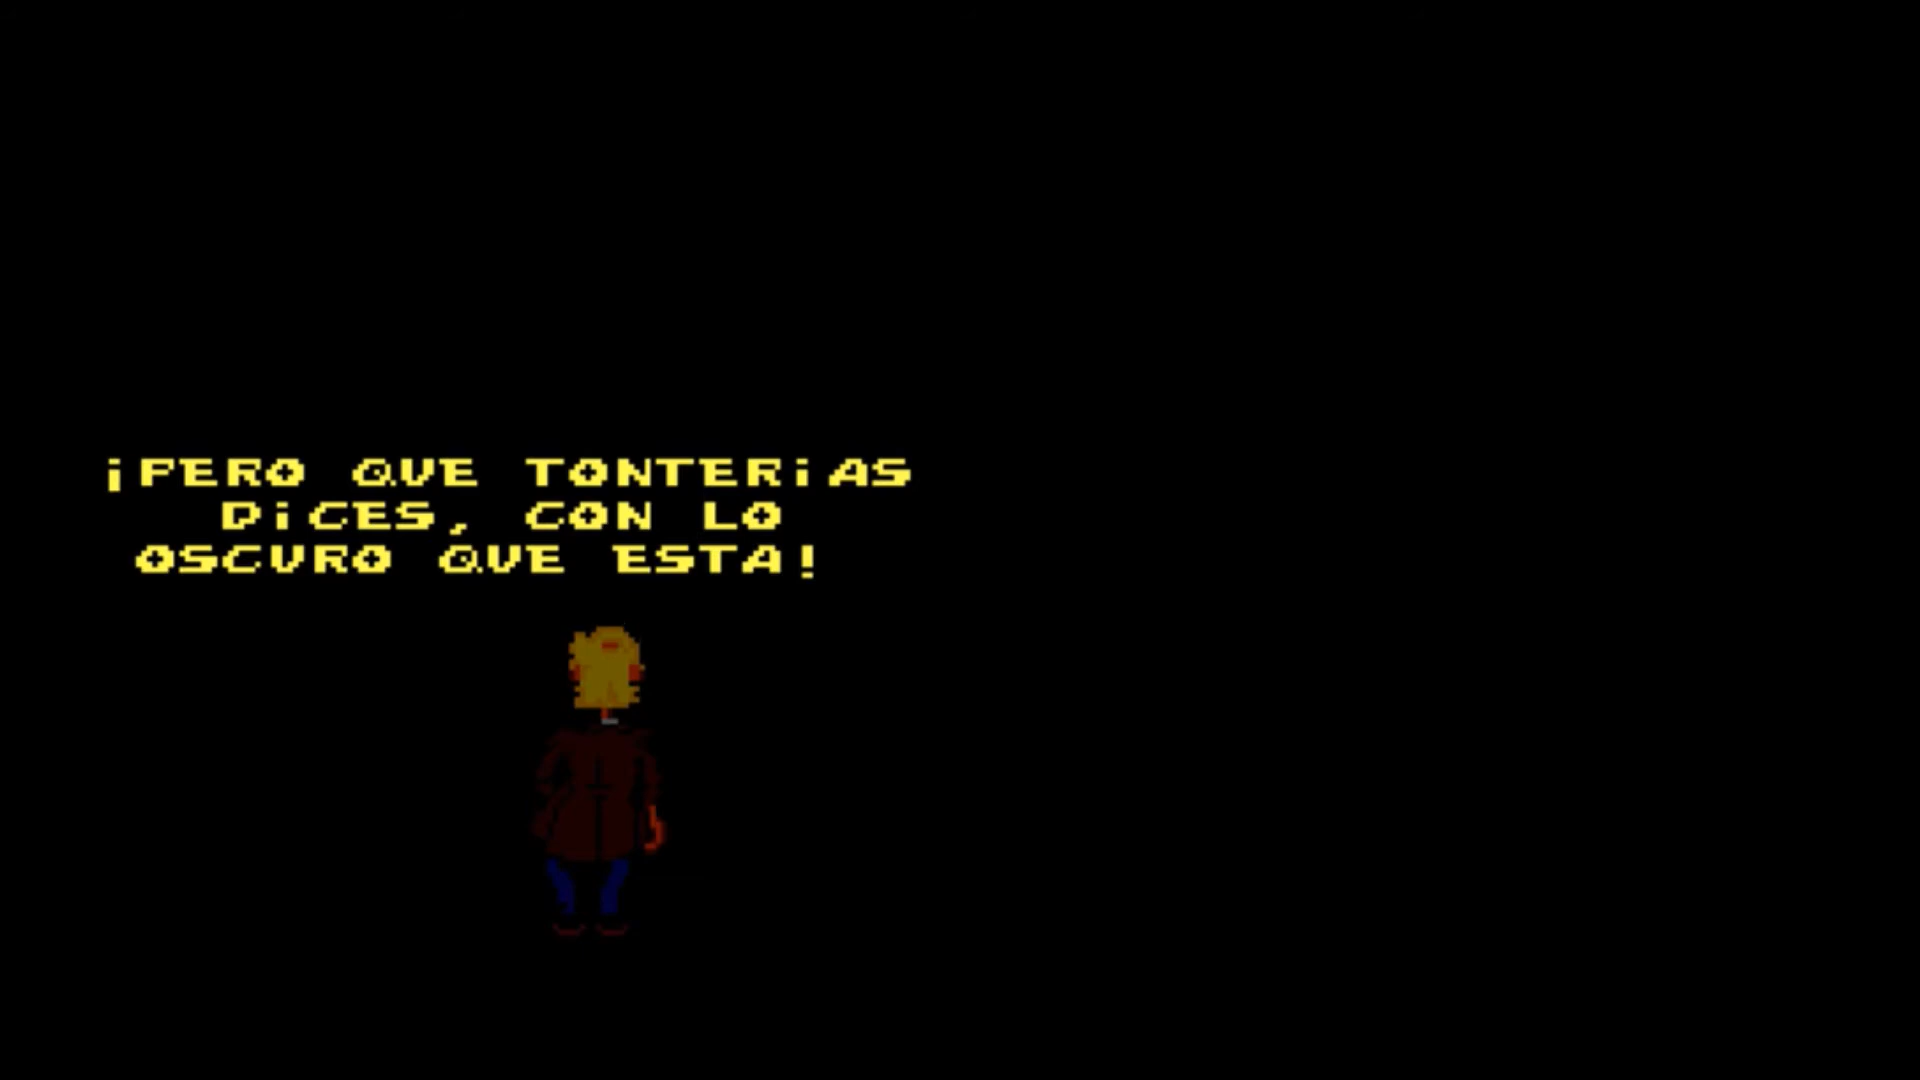 ¡PERO QUE TONTERiAS
DiCES, CON LO
OSCURO QUE ESTA!